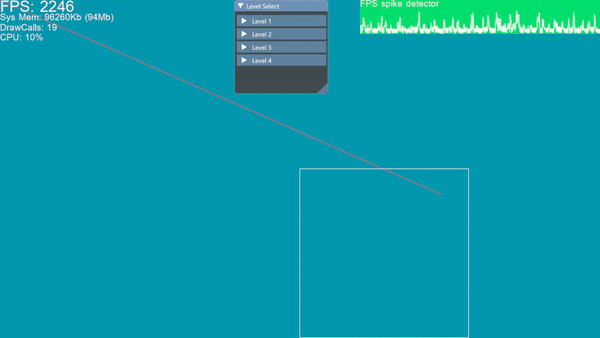 FPS: 2246
Sys Mem: 96260Kb (94Mb)
DrawCalls: 19
CPU: 10%
Level Select
Level 1
Level 2
Level 3
Level 4
FPS spike detector